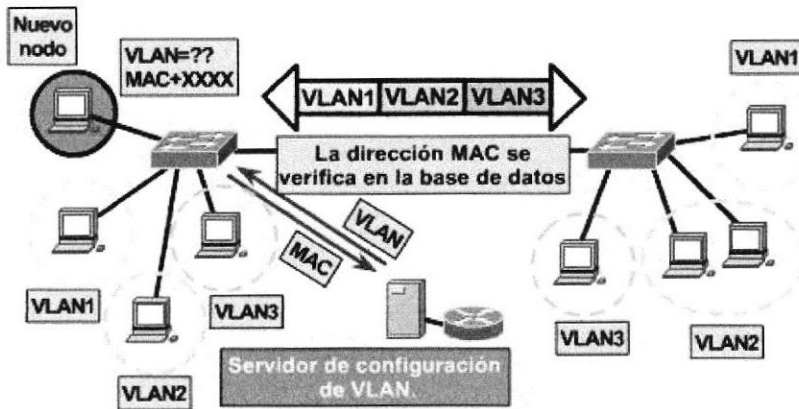 Nuevo
nodo
VLAN=??
MAC+XXXX
VLAN1 VLAN2 VLAN3
VLAN1
La dirección MAC se
verifica en la base de datos
VLAN
MAC
VLAN1
VLAN3
VLAN2
VLAN3
VLAN2
Servidor de configuración
de VLAN.